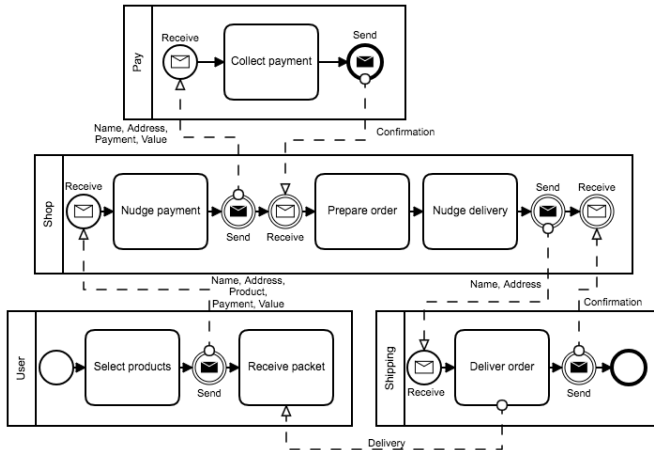 Pay
Receive
Collect payment
Send
Name, Address,
Payment, Value
Confirmation
Shop
Receive
Nudge payment
Send
Receive
Prepare order
Nudge delivery
Send
Receive
Name, Address,
Product,
Payment, Value
Name, Address
Confirmation
User
Select products
Send
Receive packet
Shipping
Receive
Deliver order
Send
Delivery